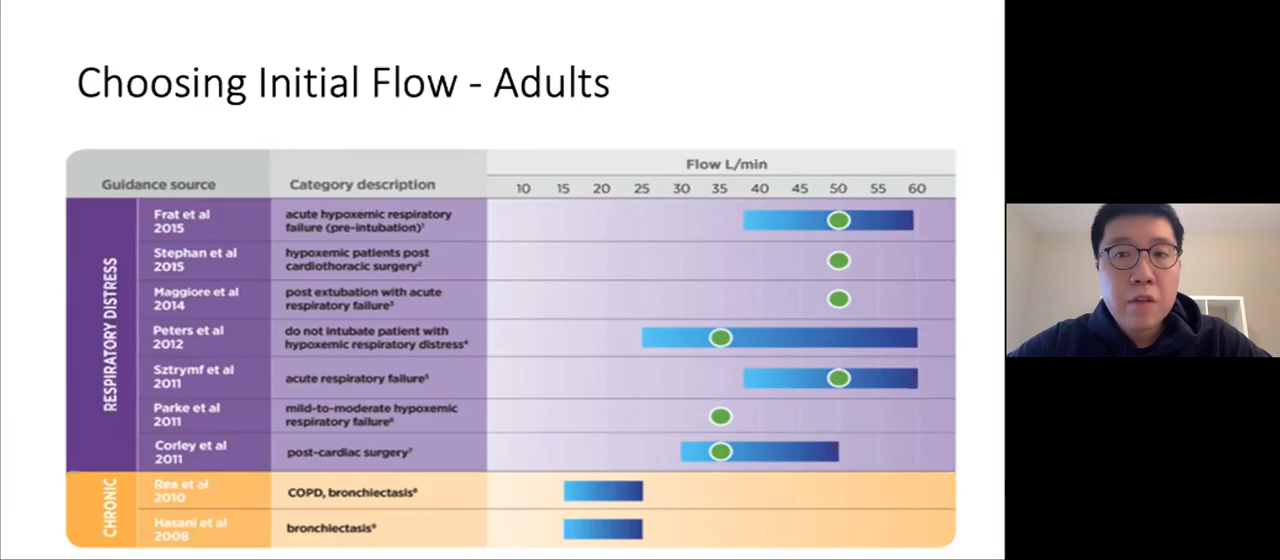 Choosing Initial Flow - Adults
Flow L/min
Guidance source Category description 10 15 20 25 30 35 40 45 50 55 60
RESPIRATORY DISTRESS
Frat et al
2015
acute hypoxemic respiratory
failure (pre-intubation)¹
Stephan et al
2015
hypoxemic patients post
cardiothoracic surgery²
Maggiore et al
2014
post extubation with acute
respiratory failure³
Peters et al
2012
do not intubate patient with
hypoxemic respiratory distress⁴
Sztrymf et al
2011
acute respiratory failure⁵
Parke et al
2011
mild-to-moderate hypoxemic
respiratory failure⁶
Corley et al
2011
post-cardiac surgery⁷
CHRONIC
Rea et al
2010
COPD, bronchiectasis⁸
Hasani et al
2008
bronchiectasis⁹